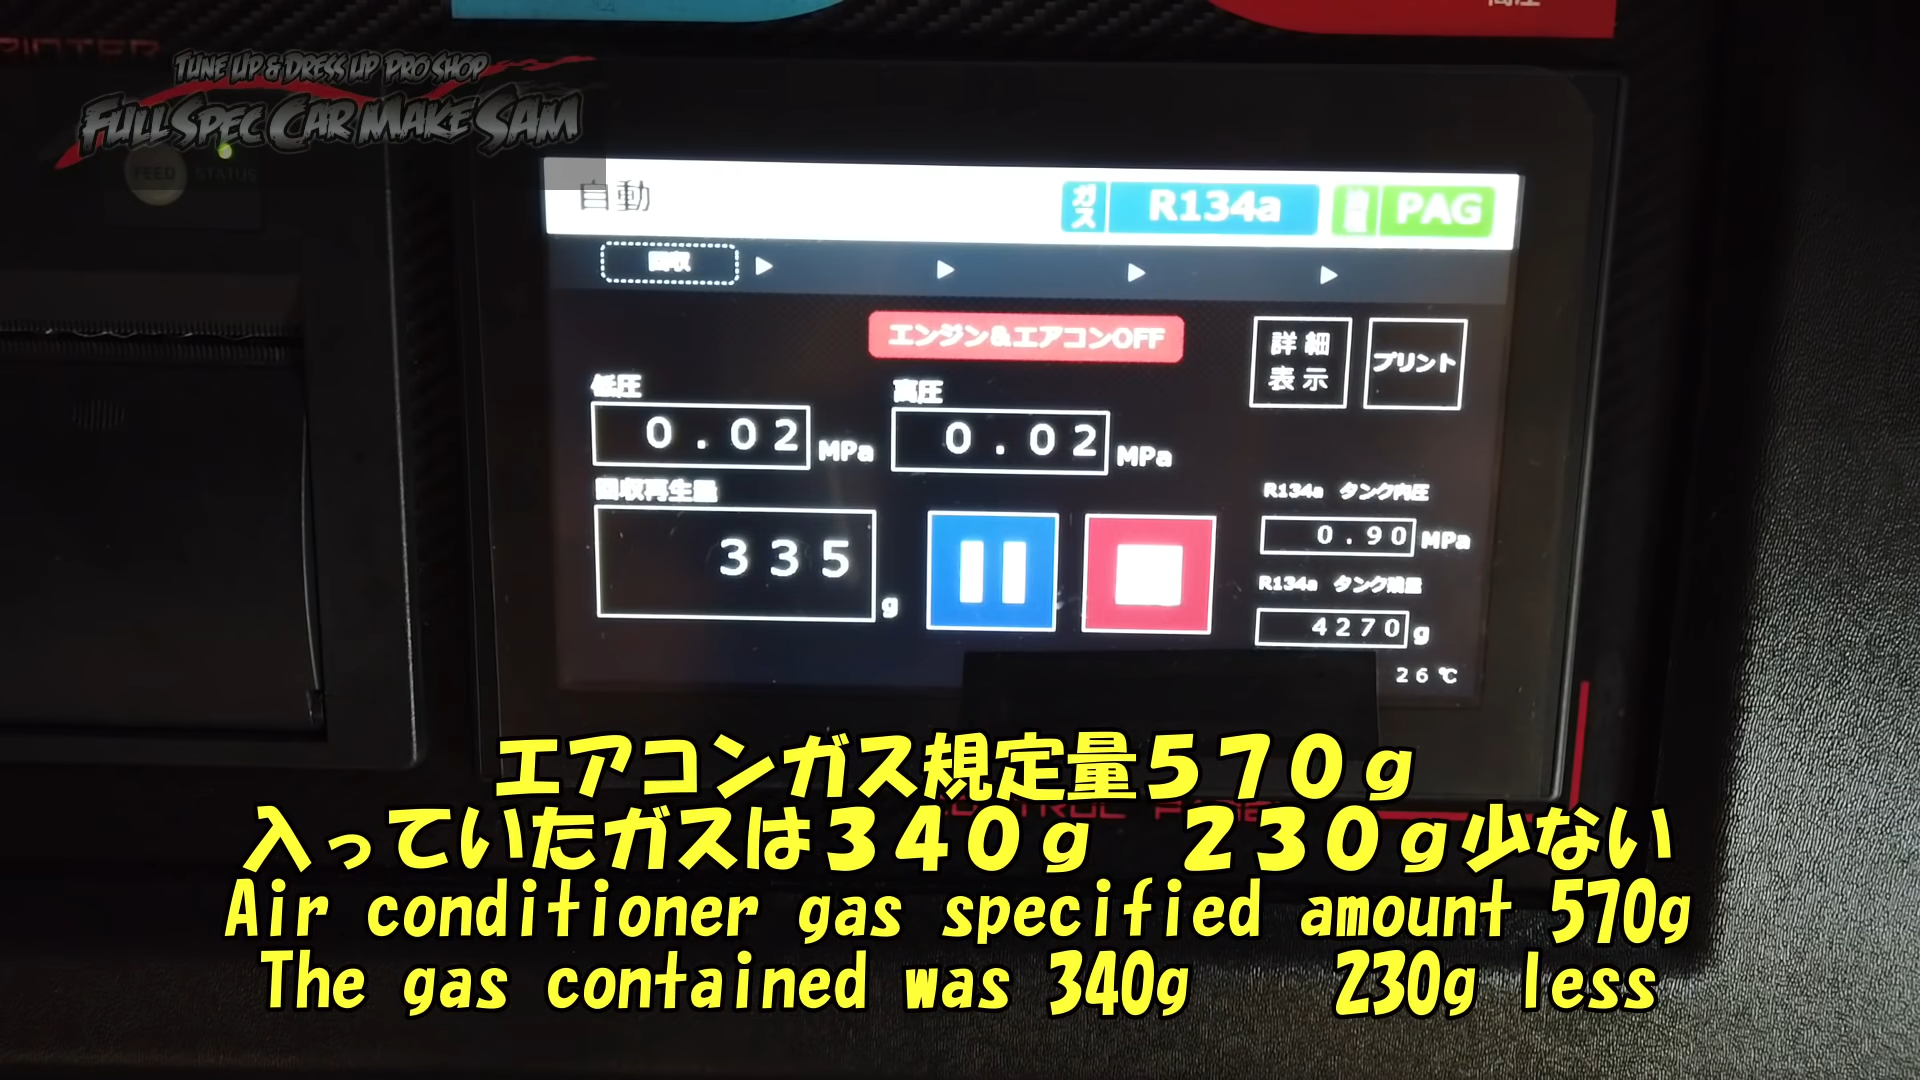 TUNE UP & DRESS UP PRO SHOP
FULL SPEC CAR MAKE SAM
FEED STATUS
自動
ガス R134a PAG
回収
エンジン&エアコンOFF
詳細表示
プリント
低圧
0.02 MPa
高圧
0.02 MPa
回収再生量
335 g
R134a タンク内圧
0.90 MPa
R134a タンク残量
4270 g
26℃
エアコンガス規定量570g
入っていたガスは340g 230g少ない
Air conditioner gas specified amount 570g
The gas contained was 340g 230g less